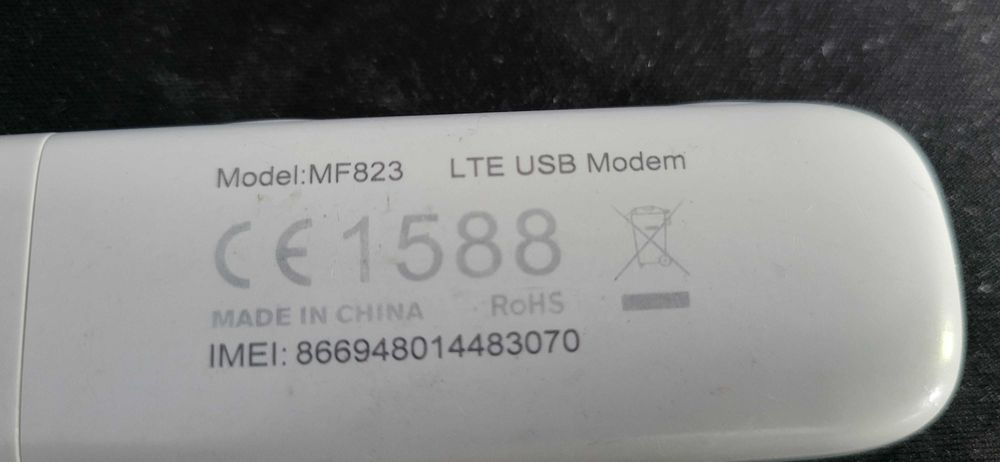 Model:MF823 LTE USB Modem
CE1588
MADE IN CHINA RoHS
IMEI: 866948014483070